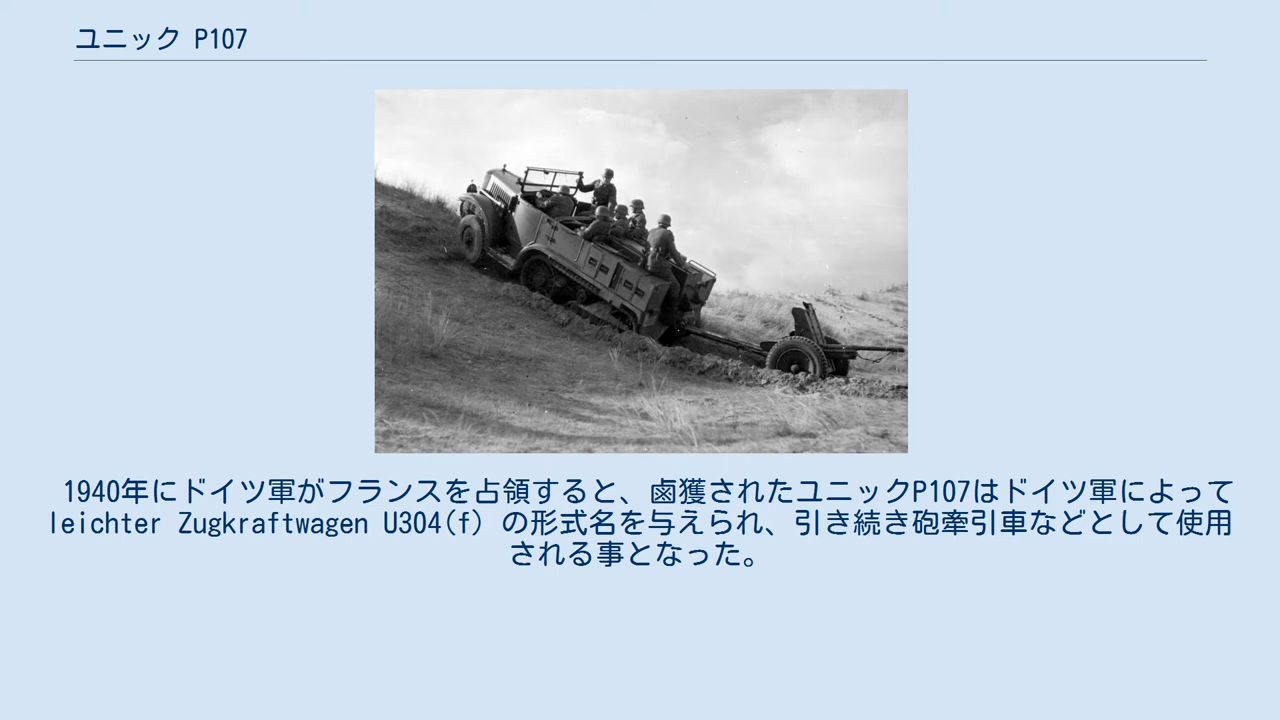 ユニック P107
1940年にドイツ軍がフランスを占領すると、鹵獲されたユニックP107はドイツ軍によって
leichter Zugkraftwagen U304(f) の形式名を与えられ、引き続き砲牽引車などとして使用
される事となった。